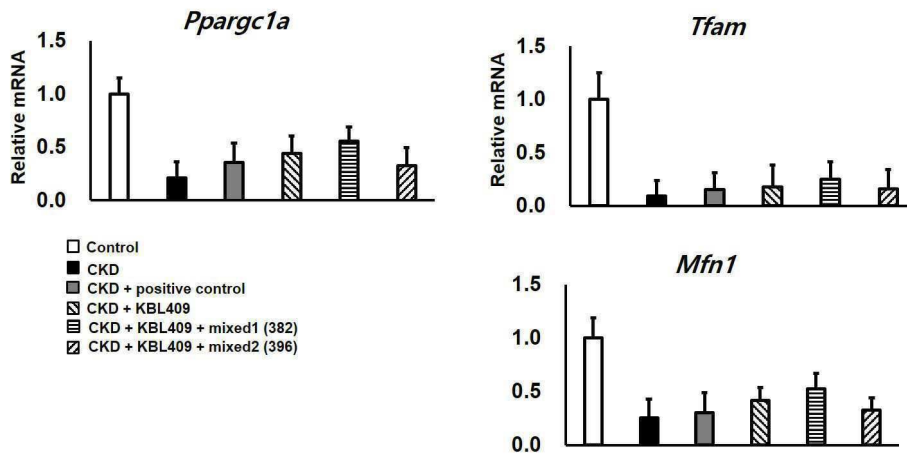 Ppargc1a
Relative mRNA
1.5
1.0
0.5
0.0
Control
CKD
CKD + positive control
CKD + KBL409
CKD + KBL409 + mixed1 (382)
CKD + KBL409 + mixed2 (396)
Tfam
Relative mRNA
1.5
1.0
0.5
0.0
Mfn1
1.5
1.0
0.5
0.0